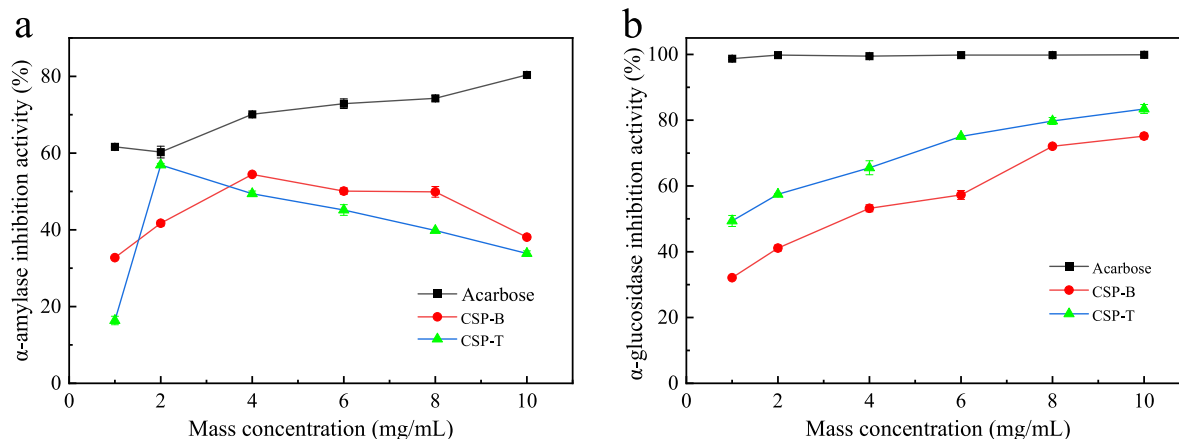 a
α-amylase inhibition activity (%)
80
60
40
20
0
0 2 4 6 8 10
Mass concentration (mg/mL)
Acarbose
CSP-B
CSP-T
b
α-glucosidase inhibition activity (%)
100
80
60
40
20
0
0 2 4 6 8 10
Mass concentration (mg/mL)
Acarbose
CSP-B
CSP-T